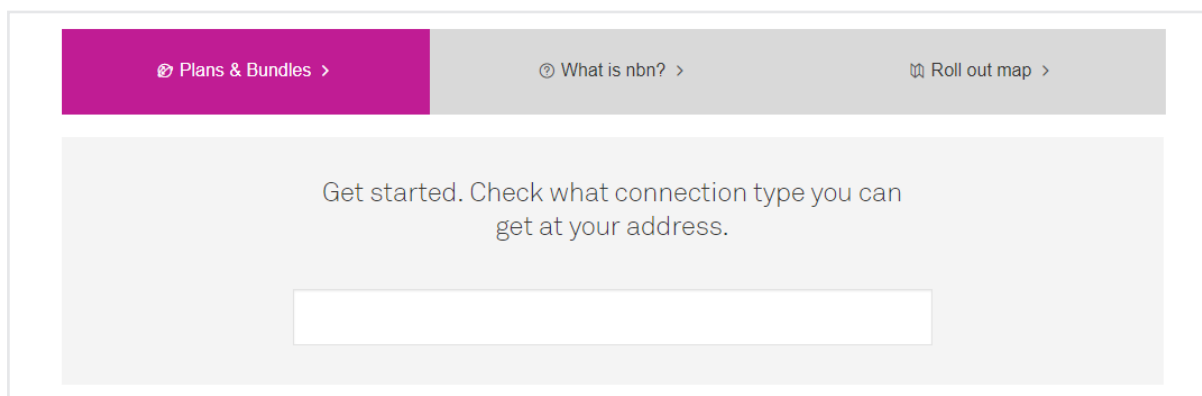 Plans & Bundles >
What is nbn? >
Roll out map >
Get started. Check what connection type you can
get at your address.